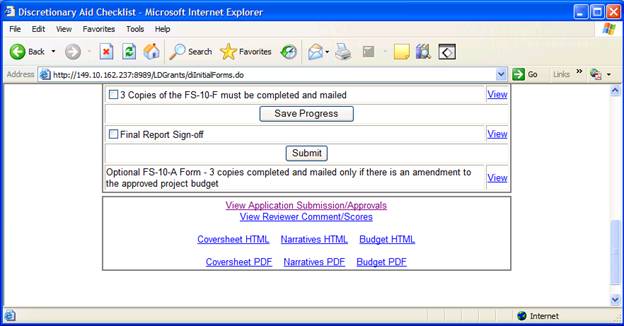 Discretionary Aid Checklist - Microsoft Internet Explorer
File Edit View Favorites Tools Help
Back Search Favorites
Address http://149.10.162.237:8989/LDGrants/diInitialForms.do Go Links »
3 Copies of the FS-10-F must be completed and mailed View
Save Progress
Final Report Sign-off View
Submit
Optional FS-10-A Form - 3 copies completed and mailed only if there is an amendment to
the approved project budget View
View Application Submission/Approvals
View Reviewer Comment/Scores
Coversheet HTML Narratives HTML Budget HTML
Coversheet PDF Narratives PDF Budget PDF
Internet